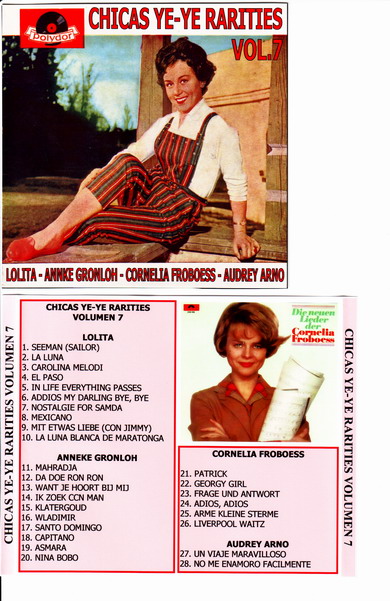 polydor
CHICAS YE-YE RARITIES
VOL.7
LOLITA - ANNKE GRONLOH - CORNELIA FROBOESS - AUDREY ARNO
CHICAS YE-YE RARITIES VOLUMEN 7
CHICAS YE-YE RARITIES
VOLUMEN 7
LOLITA
1. SEEMAN (SAILOR)
2. LA LUNA
3. CAROLINA MELODI
4. EL PASO
5. IN LIFE EVERYTHING PASSES
6. ADDIOS MY DARLING BYE, BYE
7. NOSTALGIE FOR SAMDA
8. MEXICANO
9. MIT ETWAS LIEBE (CON JIMMY)
10. LA LUNA BLANCA DE MARATONGA
ANNEKE GRONLOH
11. MAHRADJA
12. DA DOE RON RON
13. WANT JE HOORT BIJ MIJ
14. IK ZOEK CCN MAN
15. KLATERGOUD
16. WLADIMIR
17. SANTO DOMINGO
18. CAPITANO
19. ASMARA
20. NINA BOBO
Die neuen
Lieder
der
Cornelia
Froboess
CORNELIA FROBOESS
21. PATRICK
22. GEORGY GIRL
23. FRAGE UND ANTWORT
24. ADIOS, ADIOS
25. ARME KLEINE STERME
26. LIVERPOOL WAITZ
AUDREY ARNO
27. UN VIAJE MARAVILLOSO
28. NO ME ENAMORO FACILMENTE
CHICAS YE-YE RARITIES VOLUMEN 7